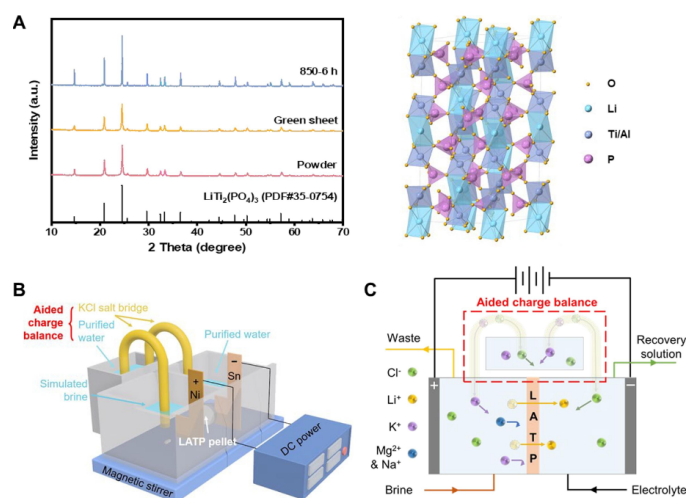 A
Intensity (a.u.)
850-6 h
Green sheet
Powder
LiTi₂(PO₄)₃ (PDF#35-0754)
10 20 30 40 50 60 70
2 Theta (degree)
O
Li
Ti/Al
P
B
Aided
charge
balance
KCl salt bridge
Purified
water
Purified water
Simulated
brine
+
Ni
−
Sn
LATP pellet
DC power
Magnetic stirrer
C
Aided charge balance
Waste
Recovery
solution
Cl⁻
Li⁺
K⁺
Mg²⁺
& Na⁺
+
−
L
A
T
P
Brine
Electrolyte